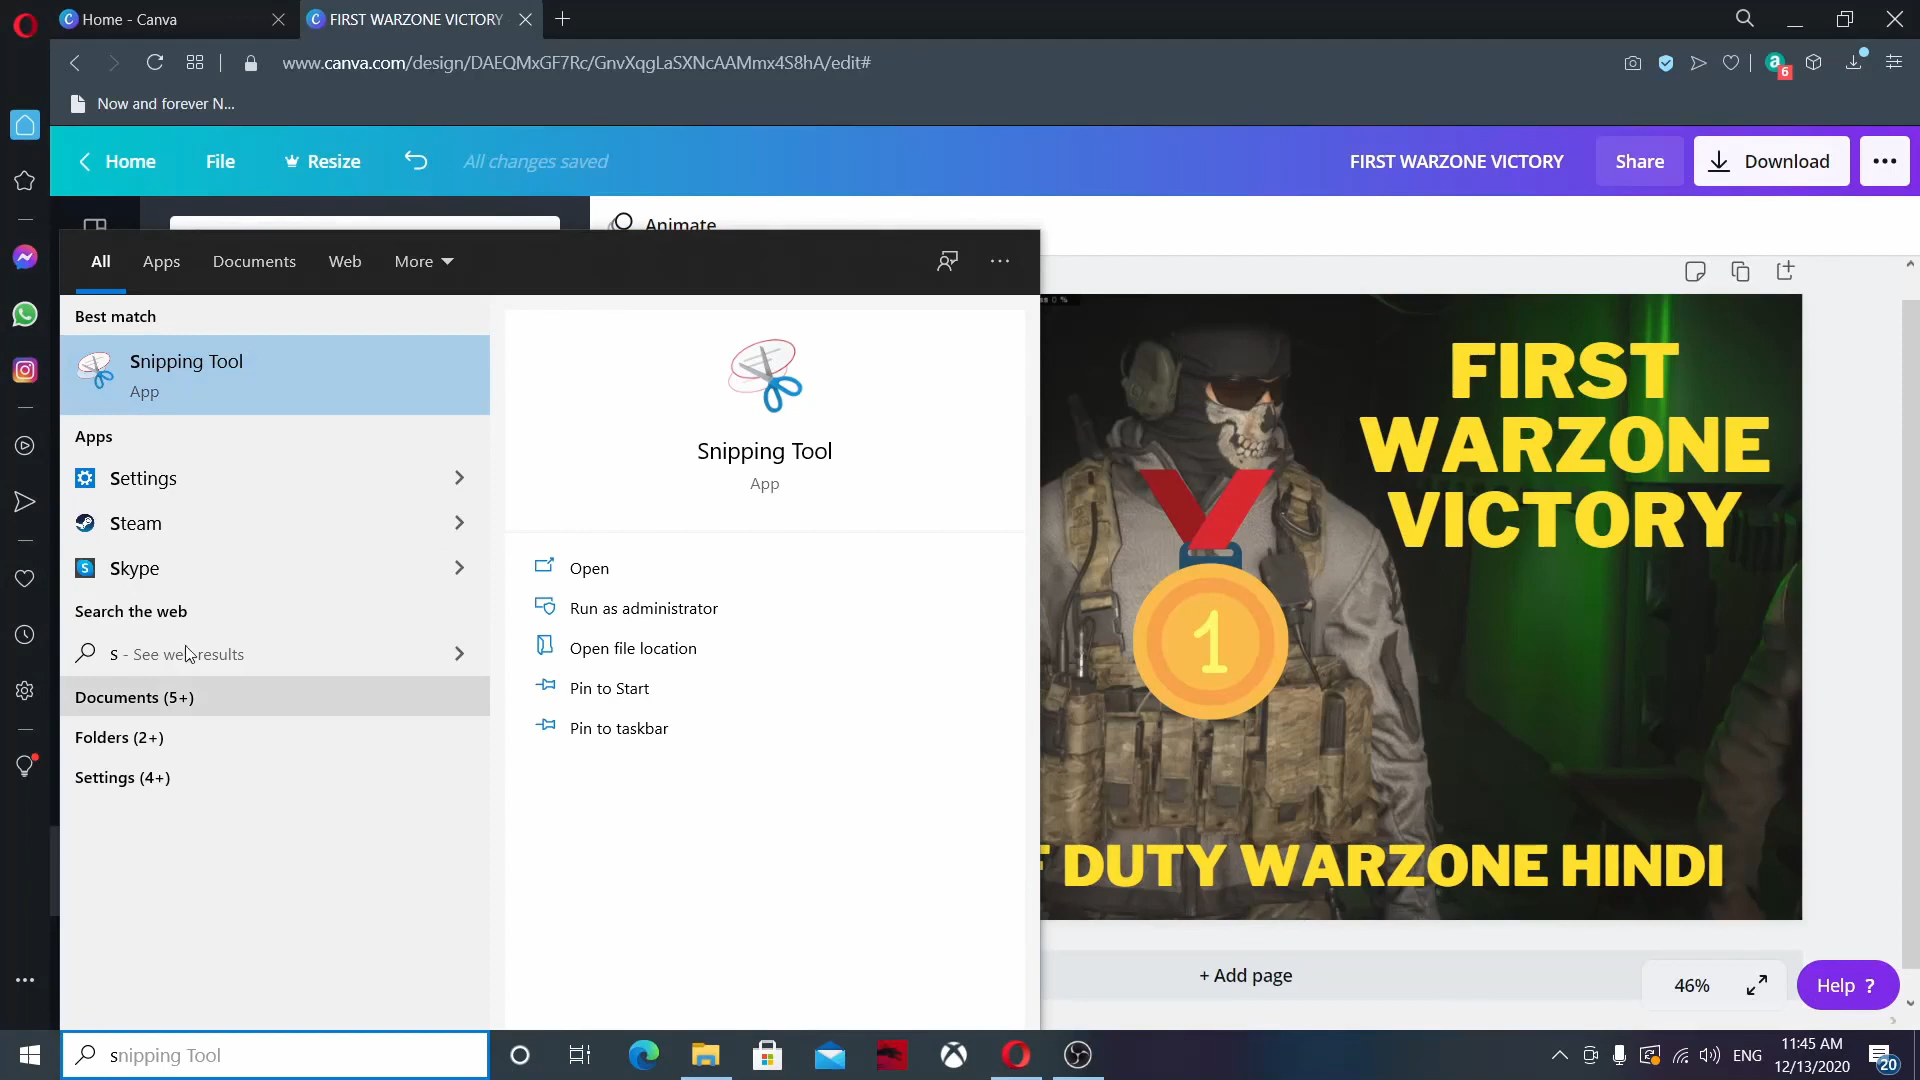 Home - Canva
FIRST WARZONE VICTORY
www.canva.com/design/DAEQMxGF7Rc/GnvXqgLaSXNcAAMmx4S8hA/edit#
6
Now and forever N...
Home
File
Resize
All changes saved
FIRST WARZONE VICTORY
Share
Download
Animate
All
Apps
Documents
Web
More
Best match
Snipping Tool
App
Apps
Settings
Steam
Skype
Search the web
s - See web results
Documents (5+)
Folders (2+)
Settings (4+)
Snipping Tool
App
Open
Run as administrator
Open file location
Pin to Start
Pin to taskbar
FIRST
WARZONE
VICTORY
1
F DUTY WARZONE HINDI
+ Add page
46%
Help ?
snipping Tool
ENG
11:45 AM
12/13/2020
20